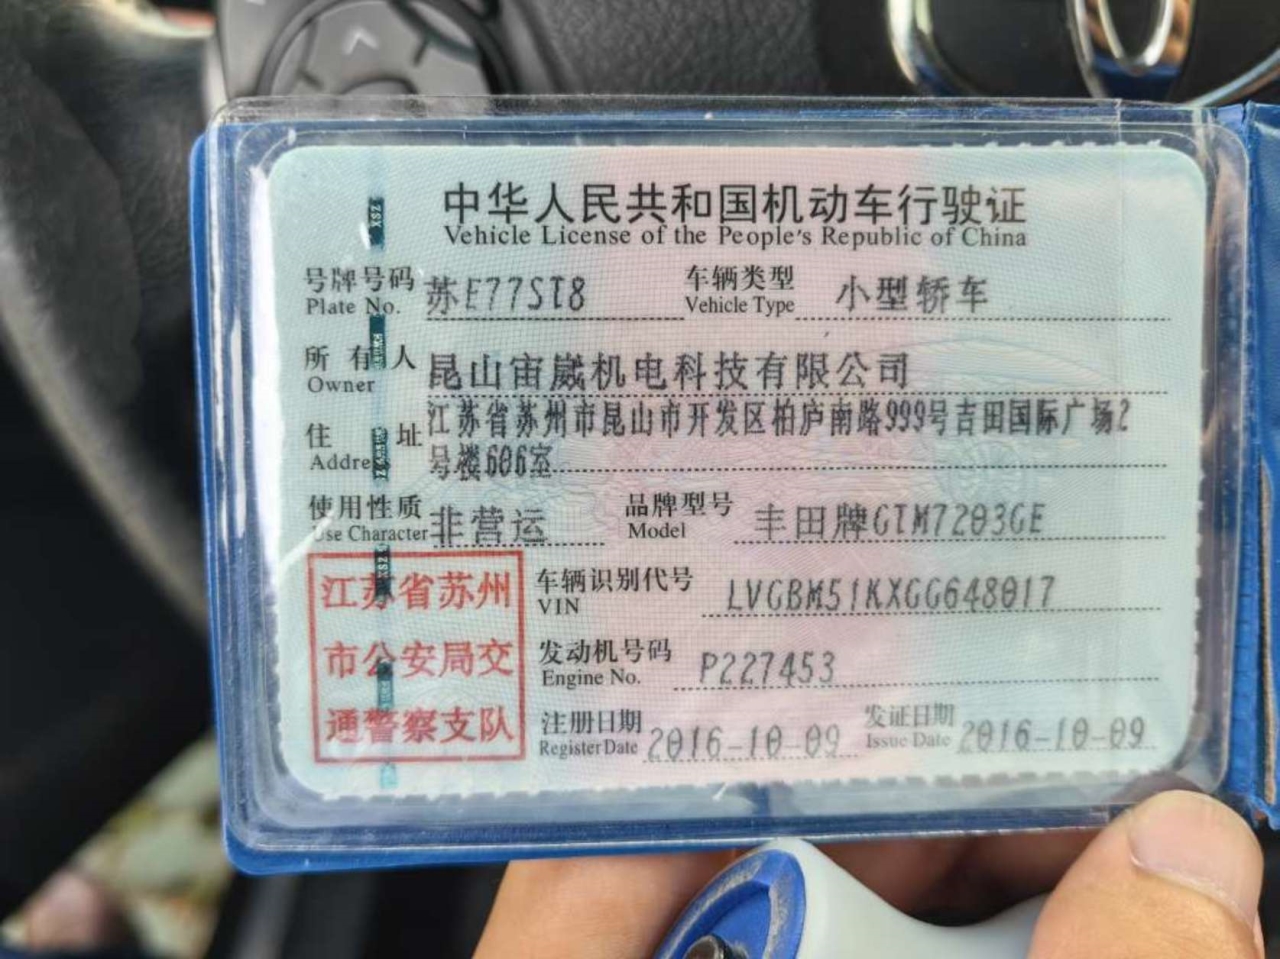 中华人民共和国机动车行驶证
Vehicle License of the People's Republic of China
号牌号码 苏E77ST8 车辆类型 小型轿车
Plate No. Vehicle Type
所有人 昆山宙崴机电科技有限公司
Owner
住址 江苏省苏州市昆山市开发区柏庐南路999号吉田国际广场2
Address 号楼606室
使用性质 非营运 品牌型号 丰田牌GTM7203GE
Use Character Model
江苏省苏州
市公安局交
通警察支队
车辆识别代号 LVGBM51KXGG648017
VIN
发动机号码 P227453
Engine No.
注册日期 2016-10-09 发证日期 2016-10-09
Register Date Issue Date